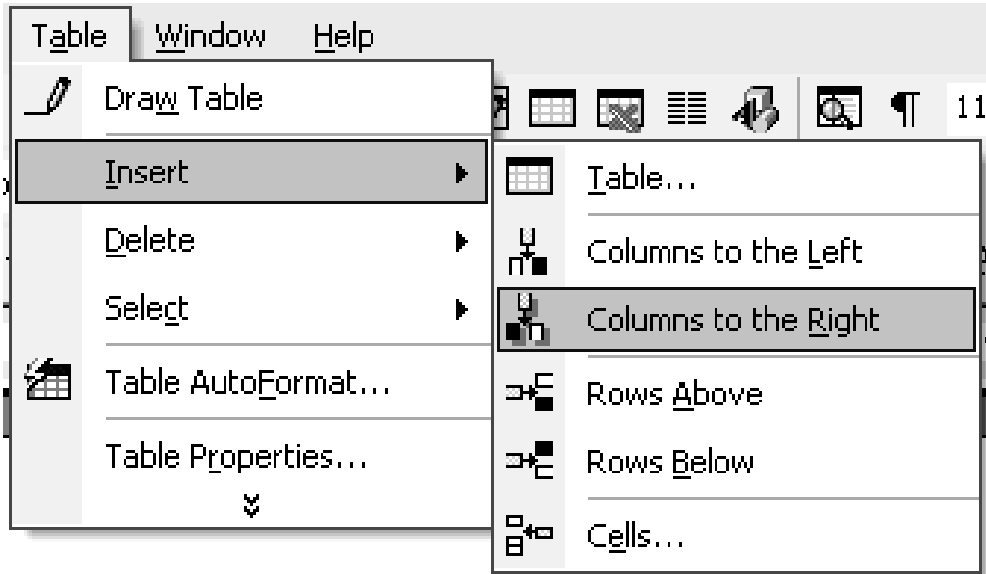 Table Window Help
Draw Table
11
Insert
Table...
Delete
Columns to the Left
Select
Columns to the Right
Table AutoFormat...
Rows Above
Table Properties...
Rows Below
Cells...